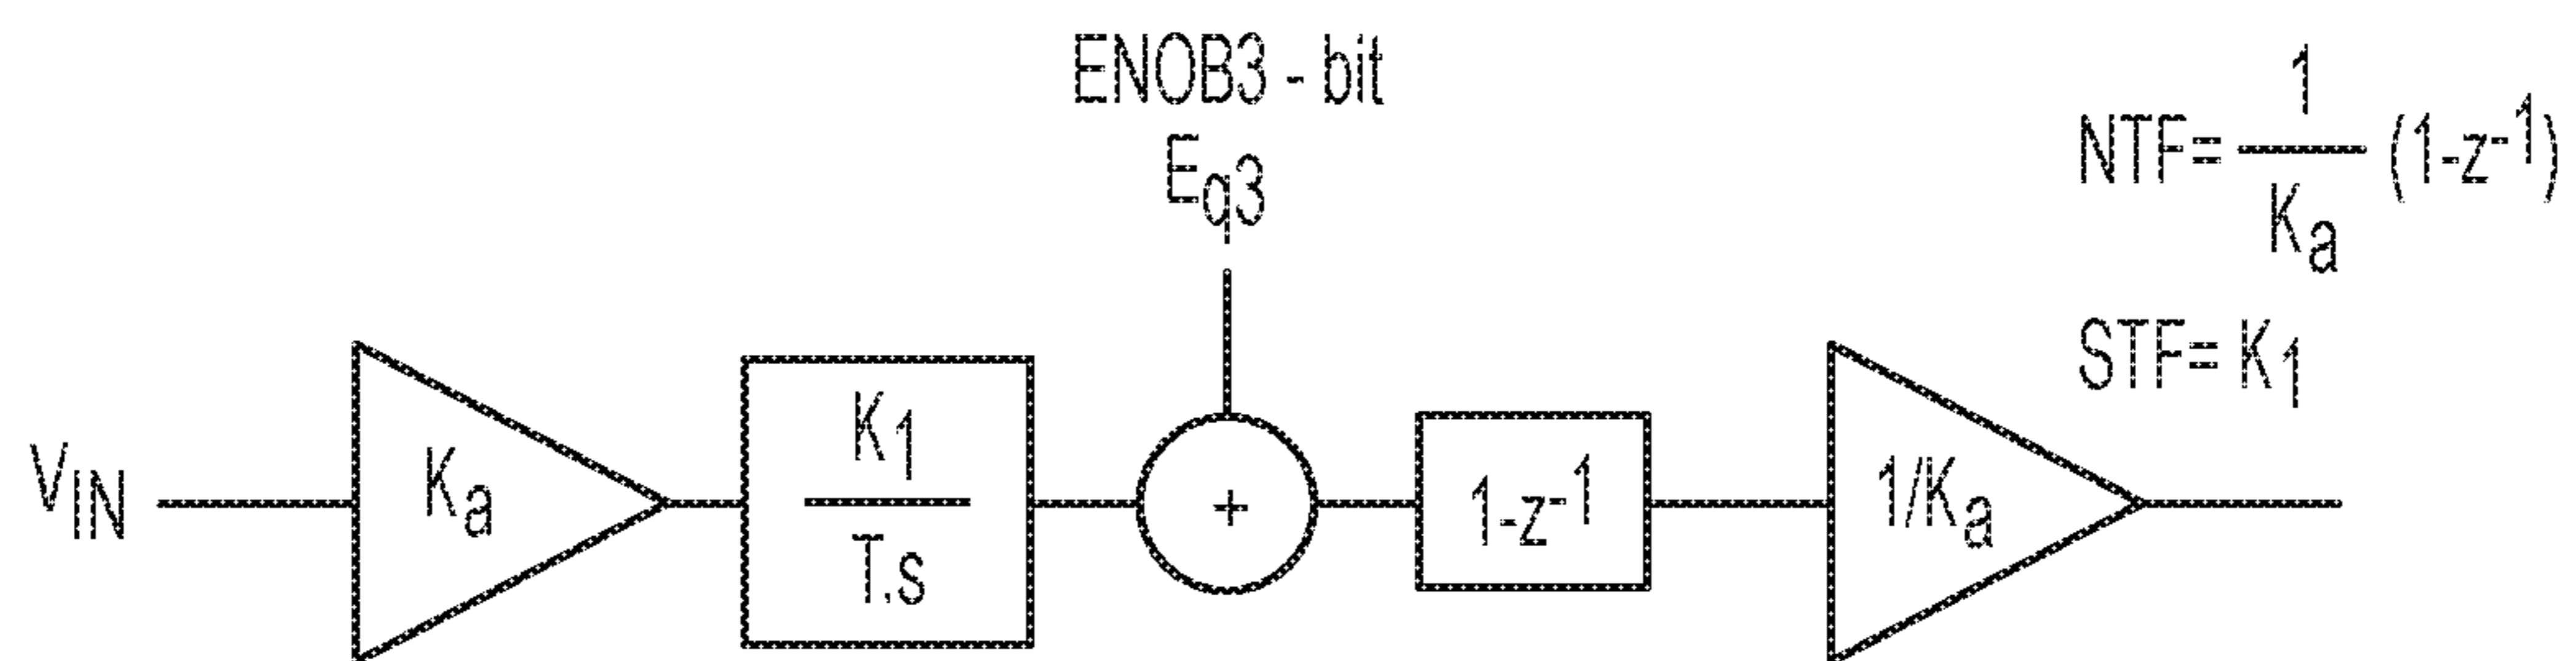 ENOB3 - bit
Eq3
NTF= 1/Ka (1-z-1)
STF= K1
VIN
Ka
K1
T.s
+
1-z-1
1/Ka